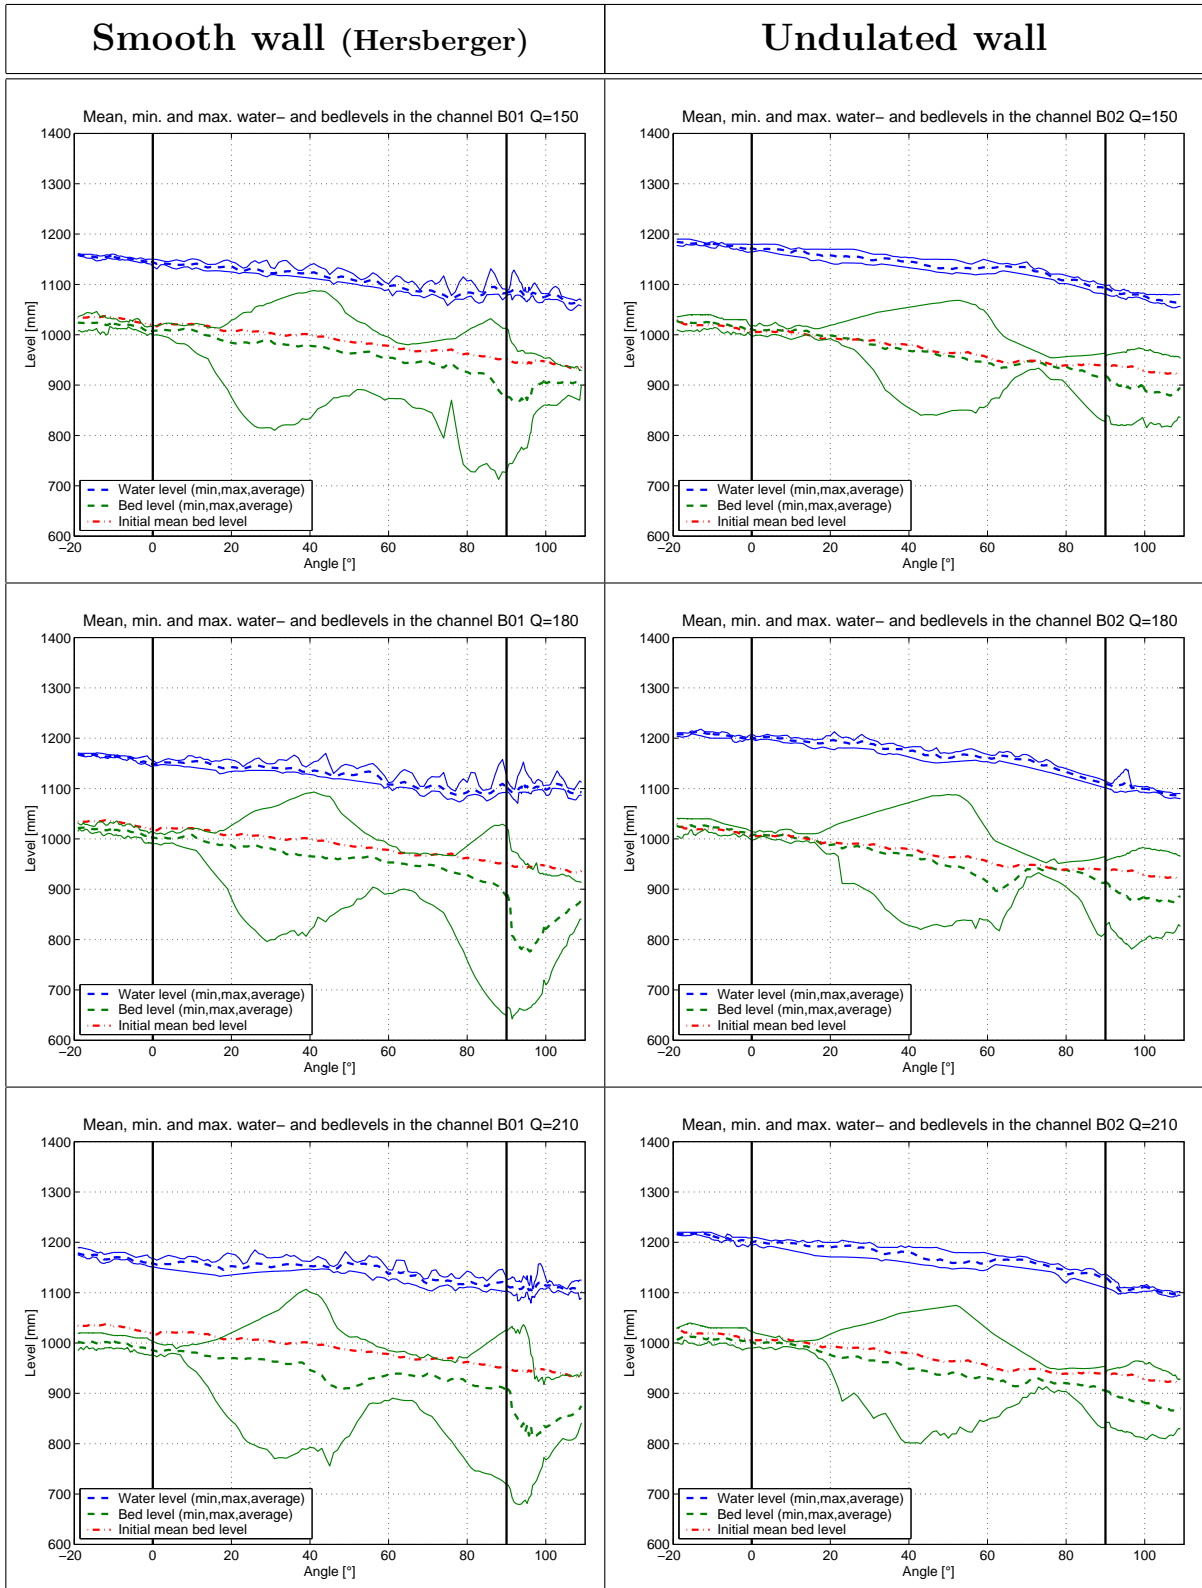 Smooth wall (Hersberger)
Undulated wall
Mean, min. and max. water− and bedlevels in the channel B01 Q=150
1400
1300
1200
1100
1000
900
800
700
600
Level [mm]
−20 0 20 40 60 80 100
Angle [°]
Water level (min,max,average)
Bed level (min,max,average)
Initial mean bed level
Mean, min. and max. water− and bedlevels in the channel B02 Q=150
1400
1300
1200
1100
1000
900
800
700
600
Level [mm]
−20 0 20 40 60 80 100
Angle [°]
Water level (min,max,average)
Bed level (min,max,average)
Initial mean bed level
Mean, min. and max. water− and bedlevels in the channel B01 Q=180
1400
1300
1200
1100
1000
900
800
700
600
Level [mm]
−20 0 20 40 60 80 100
Angle [°]
Water level (min,max,average)
Bed level (min,max,average)
Initial mean bed level
Mean, min. and max. water− and bedlevels in the channel B02 Q=180
1400
1300
1200
1100
1000
900
800
700
600
Level [mm]
−20 0 20 40 60 80 100
Angle [°]
Water level (min,max,average)
Bed level (min,max,average)
Initial mean bed level
Mean, min. and max. water− and bedlevels in the channel B01 Q=210
1400
1300
1200
1100
1000
900
800
700
600
Level [mm]
−20 0 20 40 60 80 100
Angle [°]
Water level (min,max,average)
Bed level (min,max,average)
Initial mean bed level
Mean, min. and max. water− and bedlevels in the channel B02 Q=210
1400
1300
1200
1100
1000
900
800
700
600
Level [mm]
−20 0 20 40 60 80 100
Angle [°]
Water level (min,max,average)
Bed level (min,max,average)
Initial mean bed level